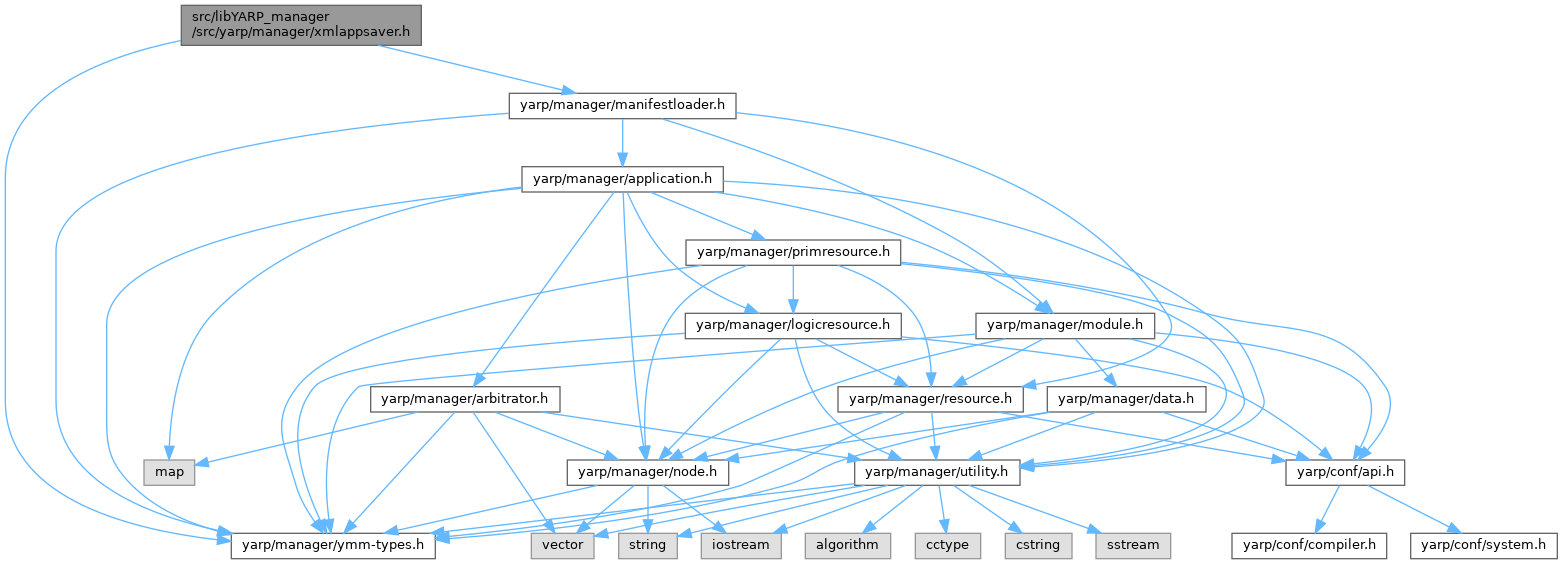 src/libYARP_manager
/src/yarp/manager/xmlappsaver.h
yarp/manager/manifestloader.h
yarp/manager/application.h
yarp/manager/primresource.h
yarp/manager/logicresource.h
yarp/manager/module.h
yarp/manager/arbitrator.h
yarp/manager/resource.h
yarp/manager/data.h
map
yarp/manager/node.h
yarp/manager/utility.h
yarp/conf/api.h
yarp/manager/ymm-types.h
vector
string
iostream
algorithm
cctype
cstring
sstream
yarp/conf/compiler.h
yarp/conf/system.h